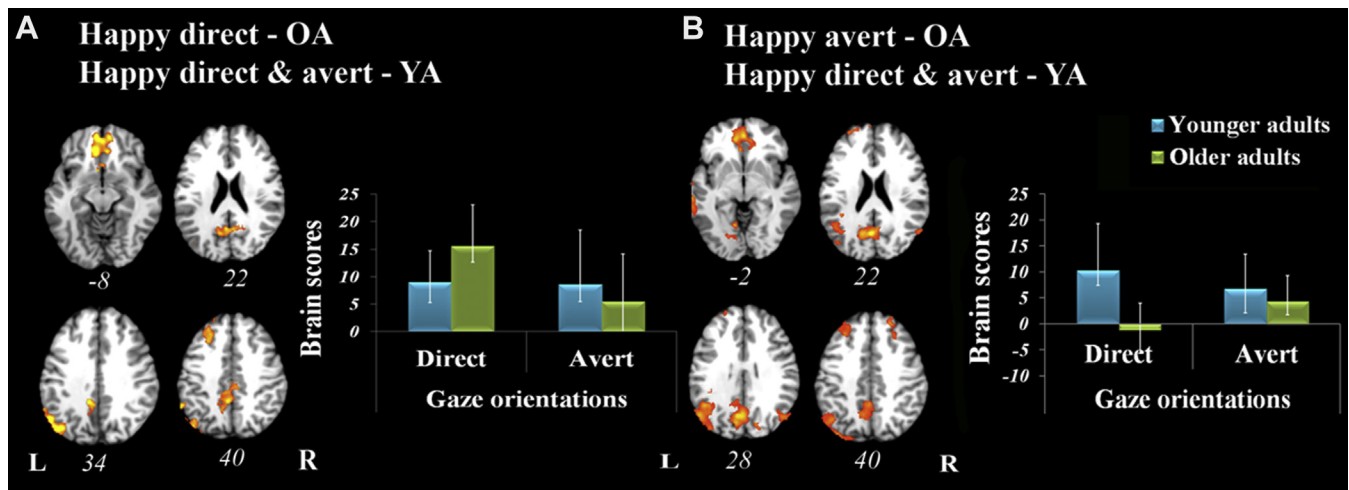 A
Happy direct - OA
Happy direct & avert - YA
-8
22
L
34
40
R
25
20
15
10
5
0
Brain scores
Direct
Avert
Gaze orientations
B
Happy avert - OA
Happy direct & avert - YA
Younger adults
Older adults
-2
22
L
28
40
R
25
20
15
10
5
0
-5
-10
Brain scores
Direct
Avert
Gaze orientations